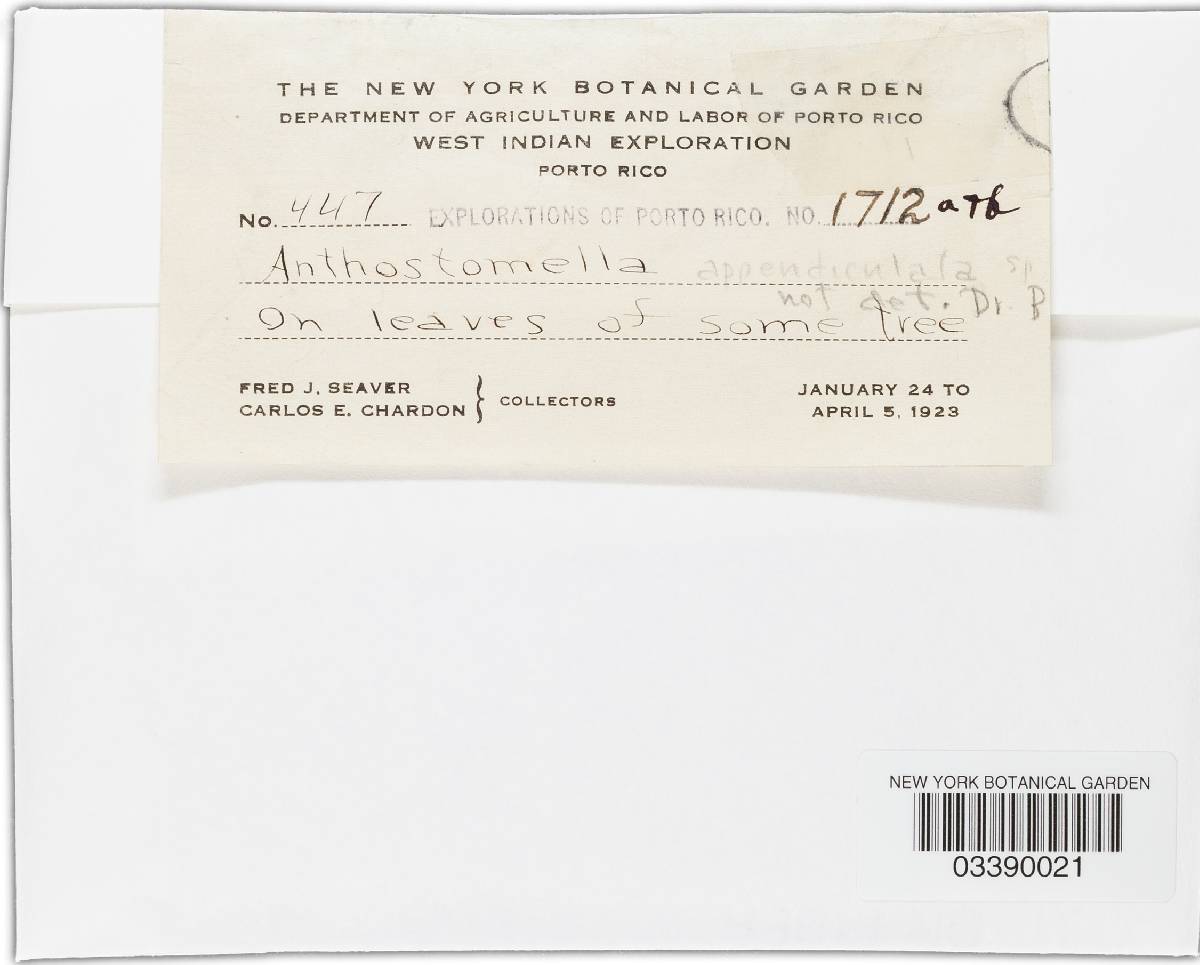 THE NEW YORK BOTANICAL GARDEN
DEPARTMENT OF AGRICULTURE AND LABOR OF PORTO RICO
WEST INDIAN EXPLORATION
PORTO RICO
No. 447 EXPLORATIONS OF PORTO RICO. NO. 1712 a+b
Anthostomella appendiculata sp
not det. Dr. B
On leaves of some tree
FRED J. SEAVER
CARLOS E. CHARDON } COLLECTORS
JANUARY 24 TO
APRIL 5, 1923
NEW YORK BOTANICAL GARDEN
03390021